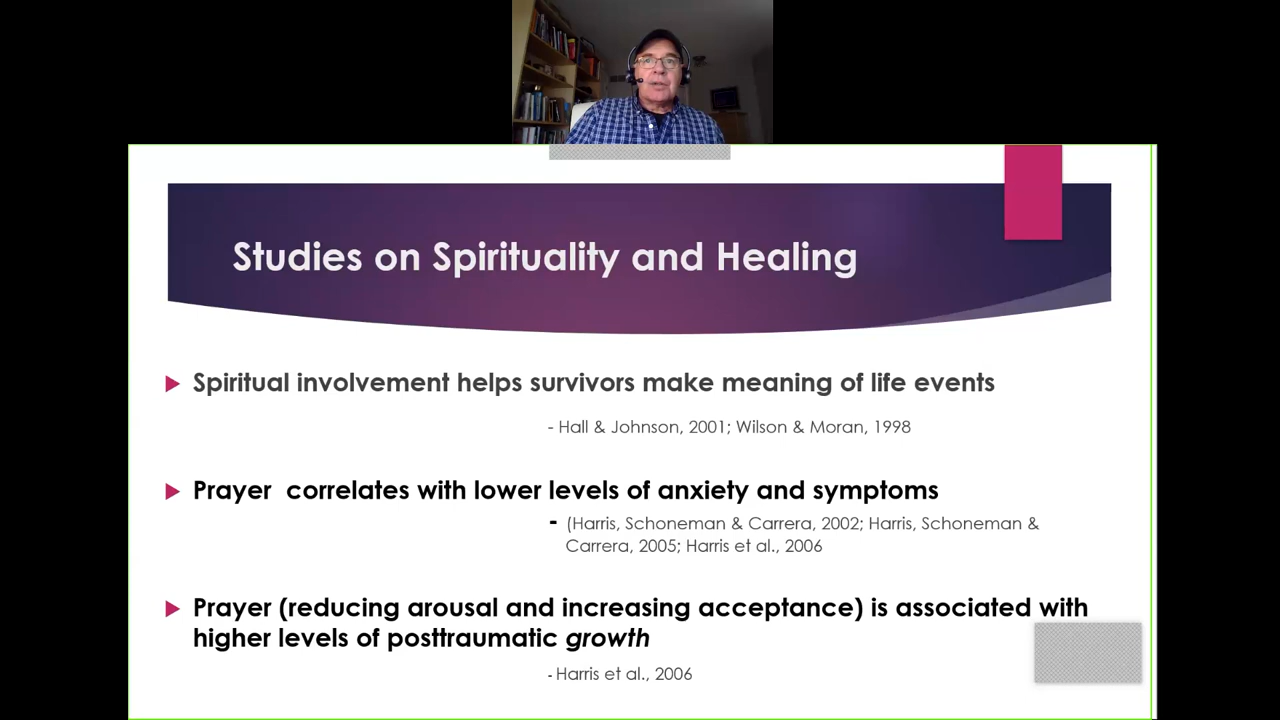 Studies on Spirituality and Healing
Spiritual involvement helps survivors make meaning of life events
- Hall & Johnson, 2001; Wilson & Moran, 1998
Prayer  correlates with lower levels of anxiety and symptoms
- (Harris, Schoneman & Carrera, 2002; Harris, Schoneman &
Carrera, 2005; Harris et al., 2006
Prayer (reducing arousal and increasing acceptance) is associated with
higher levels of posttraumatic growth
- Harris et al., 2006